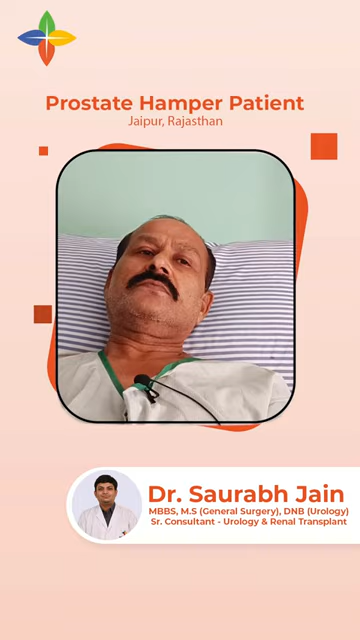 Prostate Hamper Patient
Jaipur, Rajasthan
Dr. Saurabh Jain
MBBS, M.S (General Surgery), DNB (Urology)
Sr. Consultant - Urology & Renal Transplant